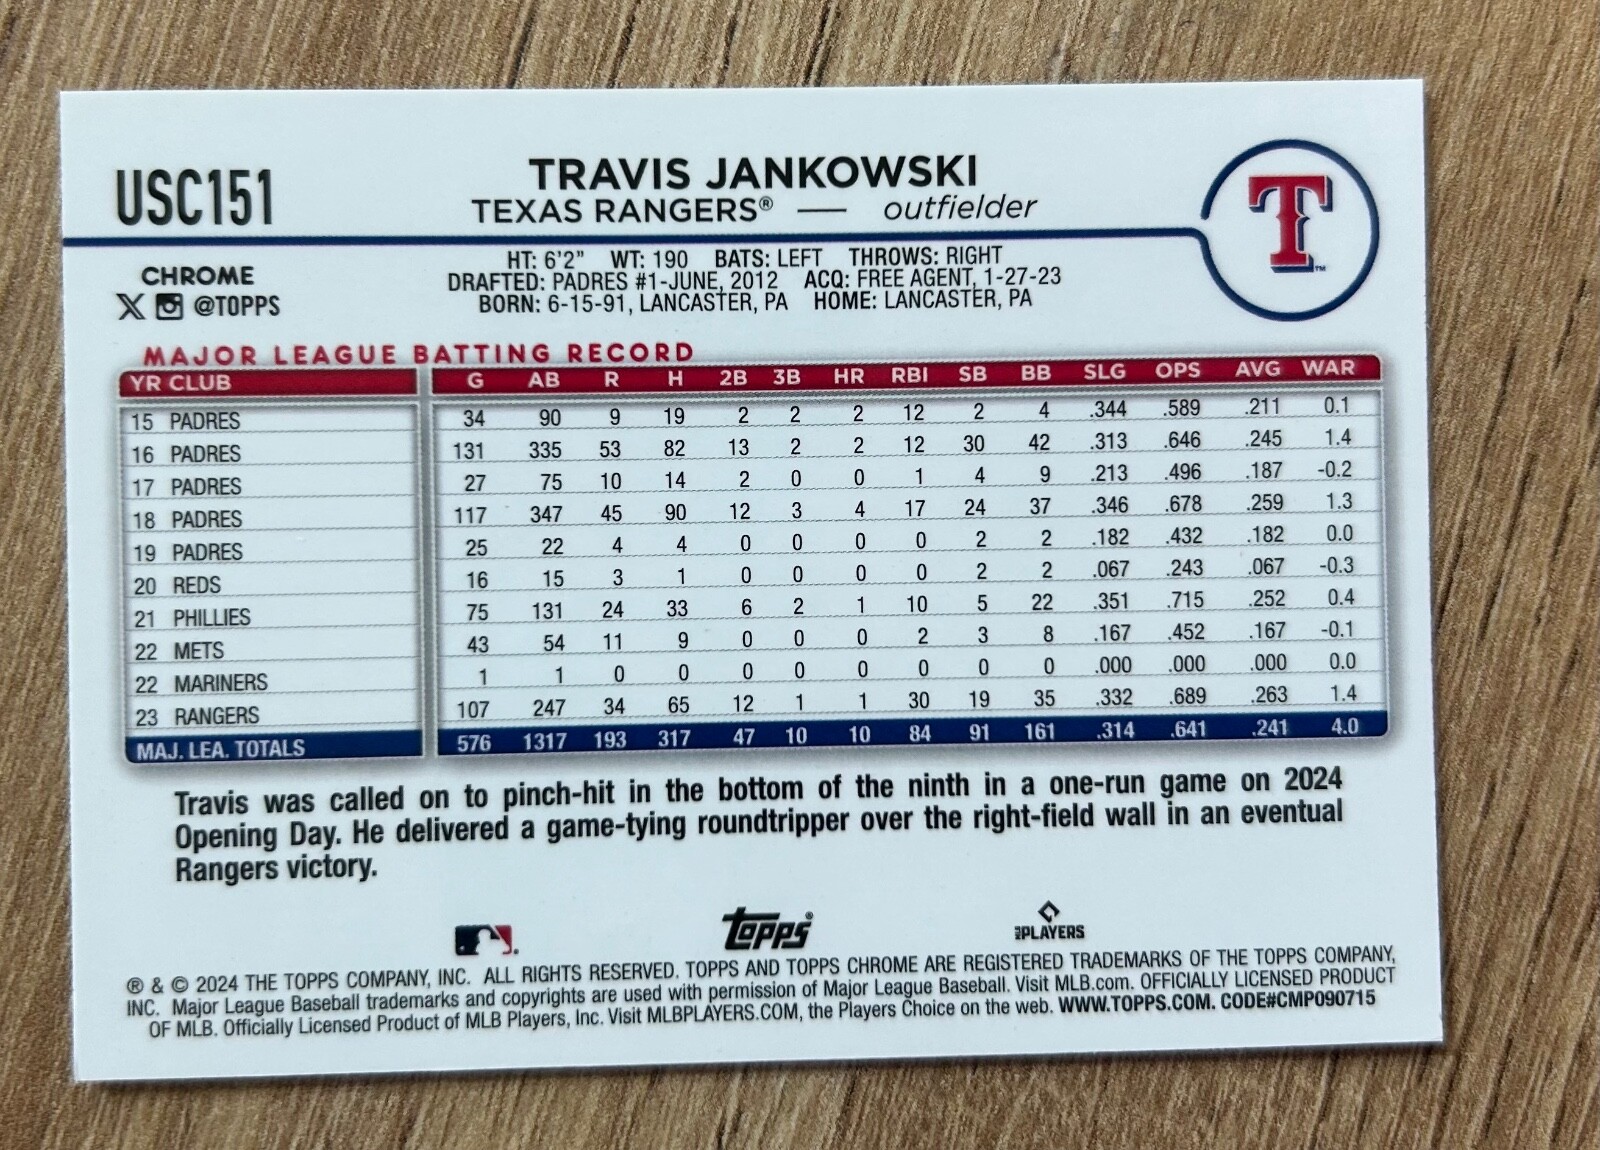 USC151
TRAVIS JANKOWSKI
TEXAS RANGERS® — outfielder
T™
CHROME
X @TOPPS
HT: 6'2" WT: 190 BATS: LEFT THROWS: RIGHT
DRAFTED: PADRES #1-JUNE, 2012 ACQ: FREE AGENT, 1-27-23
BORN: 6-15-91, LANCASTER, PA HOME: LANCASTER, PA
MAJOR LEAGUE BATTING RECORD
YR CLUB G AB R H 2B 3B HR RBI SB BB SLG OPS AVG WAR
15 PADRES 34 90 9 19 2 2 2 12 2 4 .344 .589 .211 0.1
16 PADRES 131 335 53 82 13 2 2 12 30 42 .313 .646 .245 1.4
17 PADRES 27 75 10 14 2 0 0 1 4 9 .213 .496 .187 -0.2
18 PADRES 117 347 45 90 12 3 4 17 24 37 .346 .678 .259 1.3
19 PADRES 25 22 4 4 0 0 0 0 2 2 .182 .432 .182 0.0
20 REDS 16 15 3 1 0 0 0 0 2 2 .067 .243 .067 -0.3
21 PHILLIES 75 131 24 33 6 2 1 10 5 22 .351 .715 .252 0.4
22 METS 43 54 11 9 0 0 0 2 3 8 .167 .452 .167 -0.1
22 MARINERS 1 1 0 0 0 0 0 0 0 0 .000 .000 .000 0.0
23 RANGERS 107 247 34 65 12 1 1 30 19 35 .332 .689 .263 1.4
MAJ. LEA. TOTALS 576 1317 193 317 47 10 10 84 91 161 .314 .641 .241 4.0
Travis was called on to pinch-hit in the bottom of the ninth in a one-run game on 2024
Opening Day. He delivered a game-tying roundtripper over the right-field wall in an eventual
Rangers victory.
topps® MLB PLAYERS
® & © 2024 THE TOPPS COMPANY, INC. ALL RIGHTS RESERVED. TOPPS AND TOPPS CHROME ARE REGISTERED TRADEMARKS OF THE TOPPS COMPANY,
INC. Major League Baseball trademarks and copyrights are used with permission of Major League Baseball. Visit MLB.com. OFFICIALLY LICENSED PRODUCT
OF MLB. Officially Licensed Product of MLB Players, Inc. Visit MLBPLAYERS.COM, the Players Choice on the web. WWW.TOPPS.COM. CODE#CMP090715